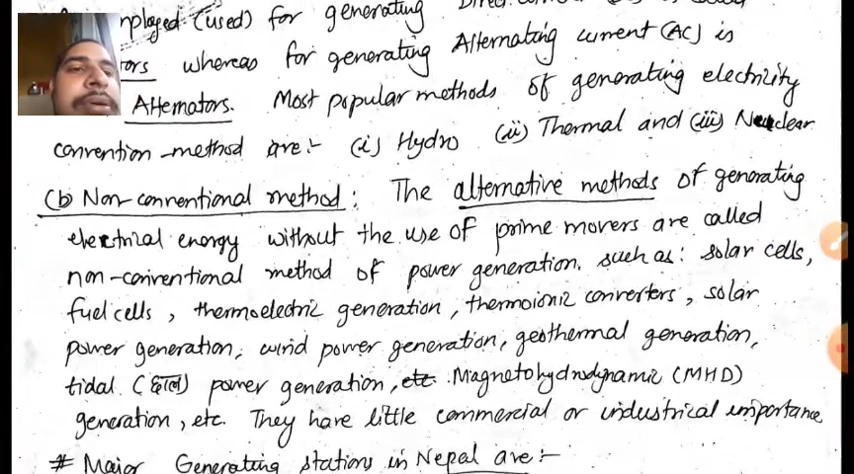 for generating
tors whereas for generating Alternating current (AC) is
Alternators. Most popular methods of generating electricity
convention-method are:- (i) Hydro (ii) Thermal and (iii) Nuclear
(b) Non-conventional method: The alternative methods of generating
electrical energy without the use of prime movers are called
non-conventional method of power generation. such as: solar cells,
fuel cells, thermoelectric generation, thermoionic converters, solar
power generation, wind power generation, geothermal generation,
tidal power generation, etc. Magnetohydrodynamic (MHD)
generation, etc. They have little commercial or industrical importance
# Major Generating stations in Nepal are:-